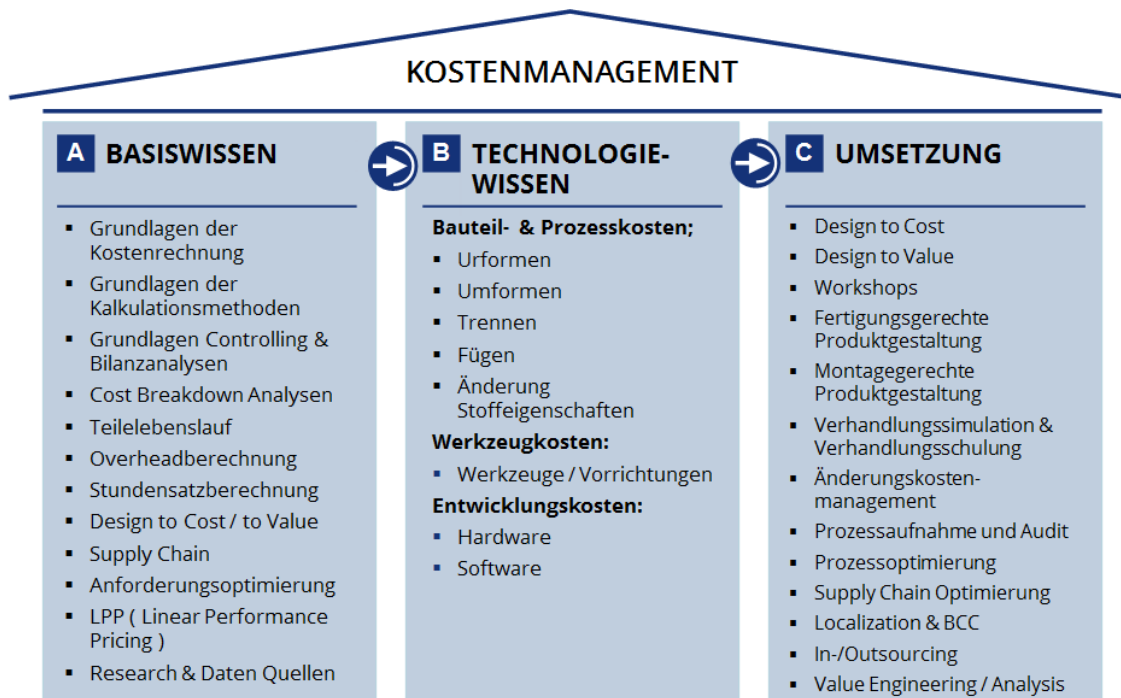 KOSTENMANAGEMENT
A BASISWISSEN
▪ Grundlagen der
Kostenrechnung
▪ Grundlagen der
Kalkulationsmethoden
▪ Grundlagen Controlling &
Bilanzanalysen
▪ Cost Breakdown Analysen
▪ Teilelebenslauf
▪ Overheadberechnung
▪ Stundensatzberechnung
▪ Design to Cost / to Value
▪ Supply Chain
▪ Anforderungsoptimierung
▪ LPP ( Linear Performance
Pricing )
▪ Research & Daten Quellen
B TECHNOLOGIE-
WISSEN
Bauteil- & Prozesskosten;
▪ Urformen
▪ Umformen
▪ Trennen
▪ Fügen
▪ Änderung
Stoffeigenschaften
Werkzeugkosten:
▪ Werkzeuge / Vorrichtungen
Entwicklungskosten:
▪ Hardware
▪ Software
C UMSETZUNG
▪ Design to Cost
▪ Design to Value
▪ Workshops
▪ Fertigungsgerechte
Produktgestaltung
▪ Montagegerechte
Produktgestaltung
▪ Verhandlungssimulation &
Verhandlungsschulung
▪ Änderungskosten-
management
▪ Prozessaufnahme und Audit
▪ Prozessoptimierung
▪ Supply Chain Optimierung
▪ Localization & BCC
▪ In-/Outsourcing
▪ Value Engineering / Analysis